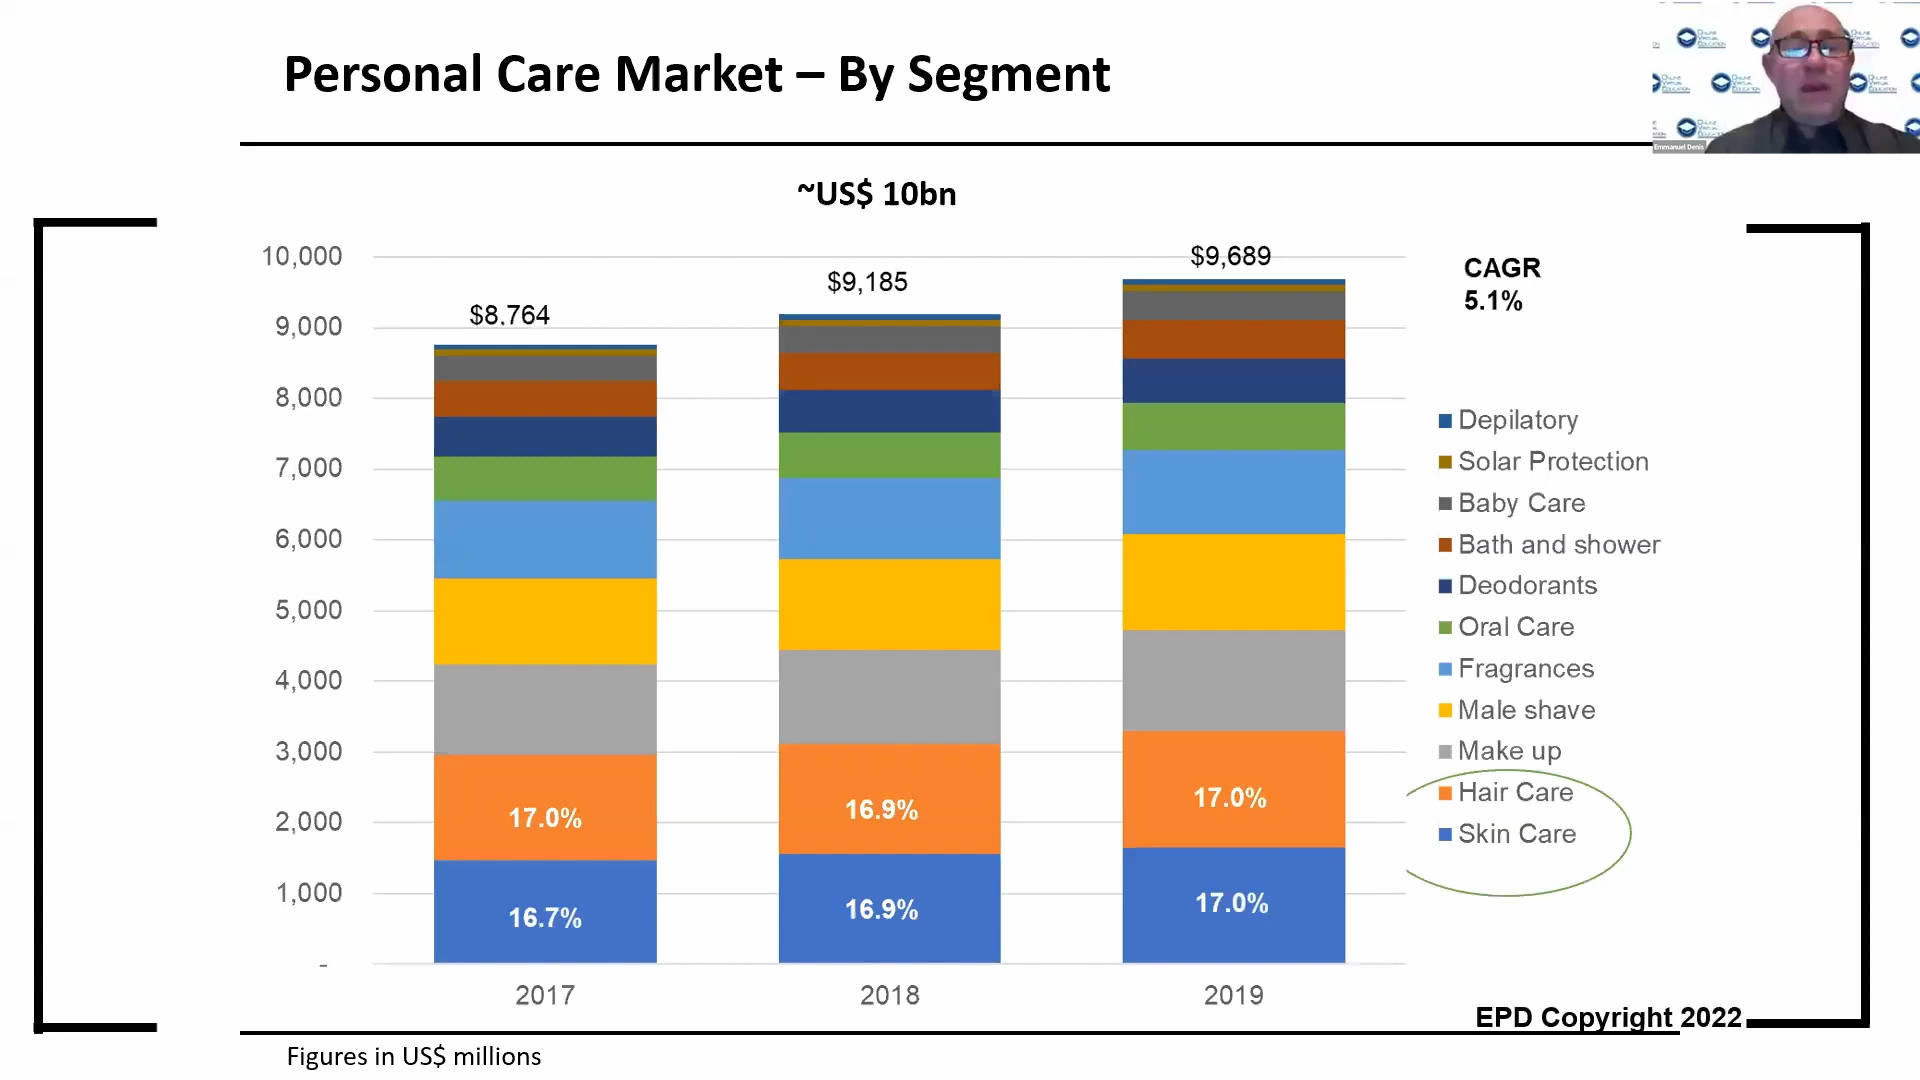 Personal Care Market – By Segment
Emmanuel Denis
~US$ 10bn
10,000
9,000
8,000
7,000
6,000
5,000
4,000
3,000
2,000
1,000
-
$8,764
$9,185
$9,689
17.0%
16.9%
17.0%
16.7%
16.9%
17.0%
2017
2018
2019
CAGR
5.1%
Depilatory
Solar Protection
Baby Care
Bath and shower
Deodorants
Oral Care
Fragrances
Male shave
Make up
Hair Care
Skin Care
EPD Copyright 2022
Figures in US$ millions